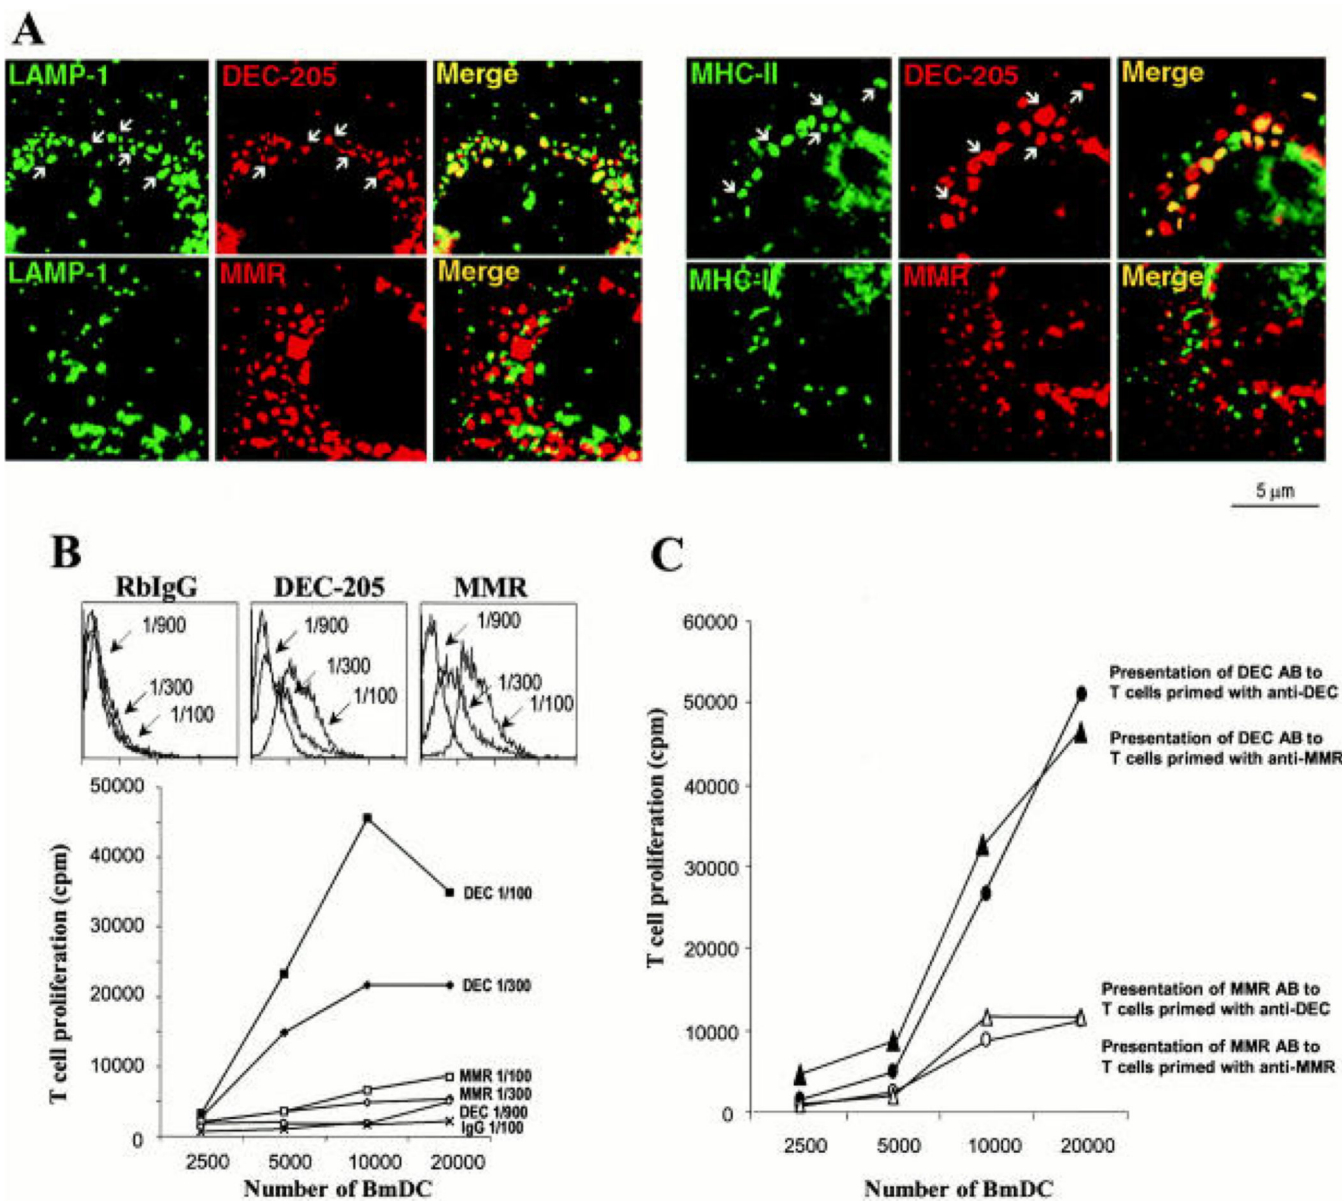 A
LAMP-1 DEC-205 Merge MHC-II DEC-205 Merge
LAMP-1 MMR Merge MHC-II MMR Merge
5 µm
B
RbIgG DEC-205 MMR
1/900 1/900 1/900
1/300 1/300 1/300
1/100 1/100 1/100
50000
40000
30000
20000
10000
0
T cell proliferation (cpm)
DEC 1/100
DEC 1/300
MMR 1/100
MMR 1/300
DEC 1/900
IgG 1/100
2500 5000 10000 20000
Number of BmDC
C
60000
50000
40000
30000
20000
10000
0
T cell proliferation (cpm)
Presentation of DEC AB to
T cells primed with anti-DEC
Presentation of DEC AB to
T cells primed with anti-MMR
Presentation of MMR AB to
T cells primed with anti-DEC
Presentation of MMR AB to
T cells primed with anti-MMR
2500 5000 10000 20000
Number of BmDC